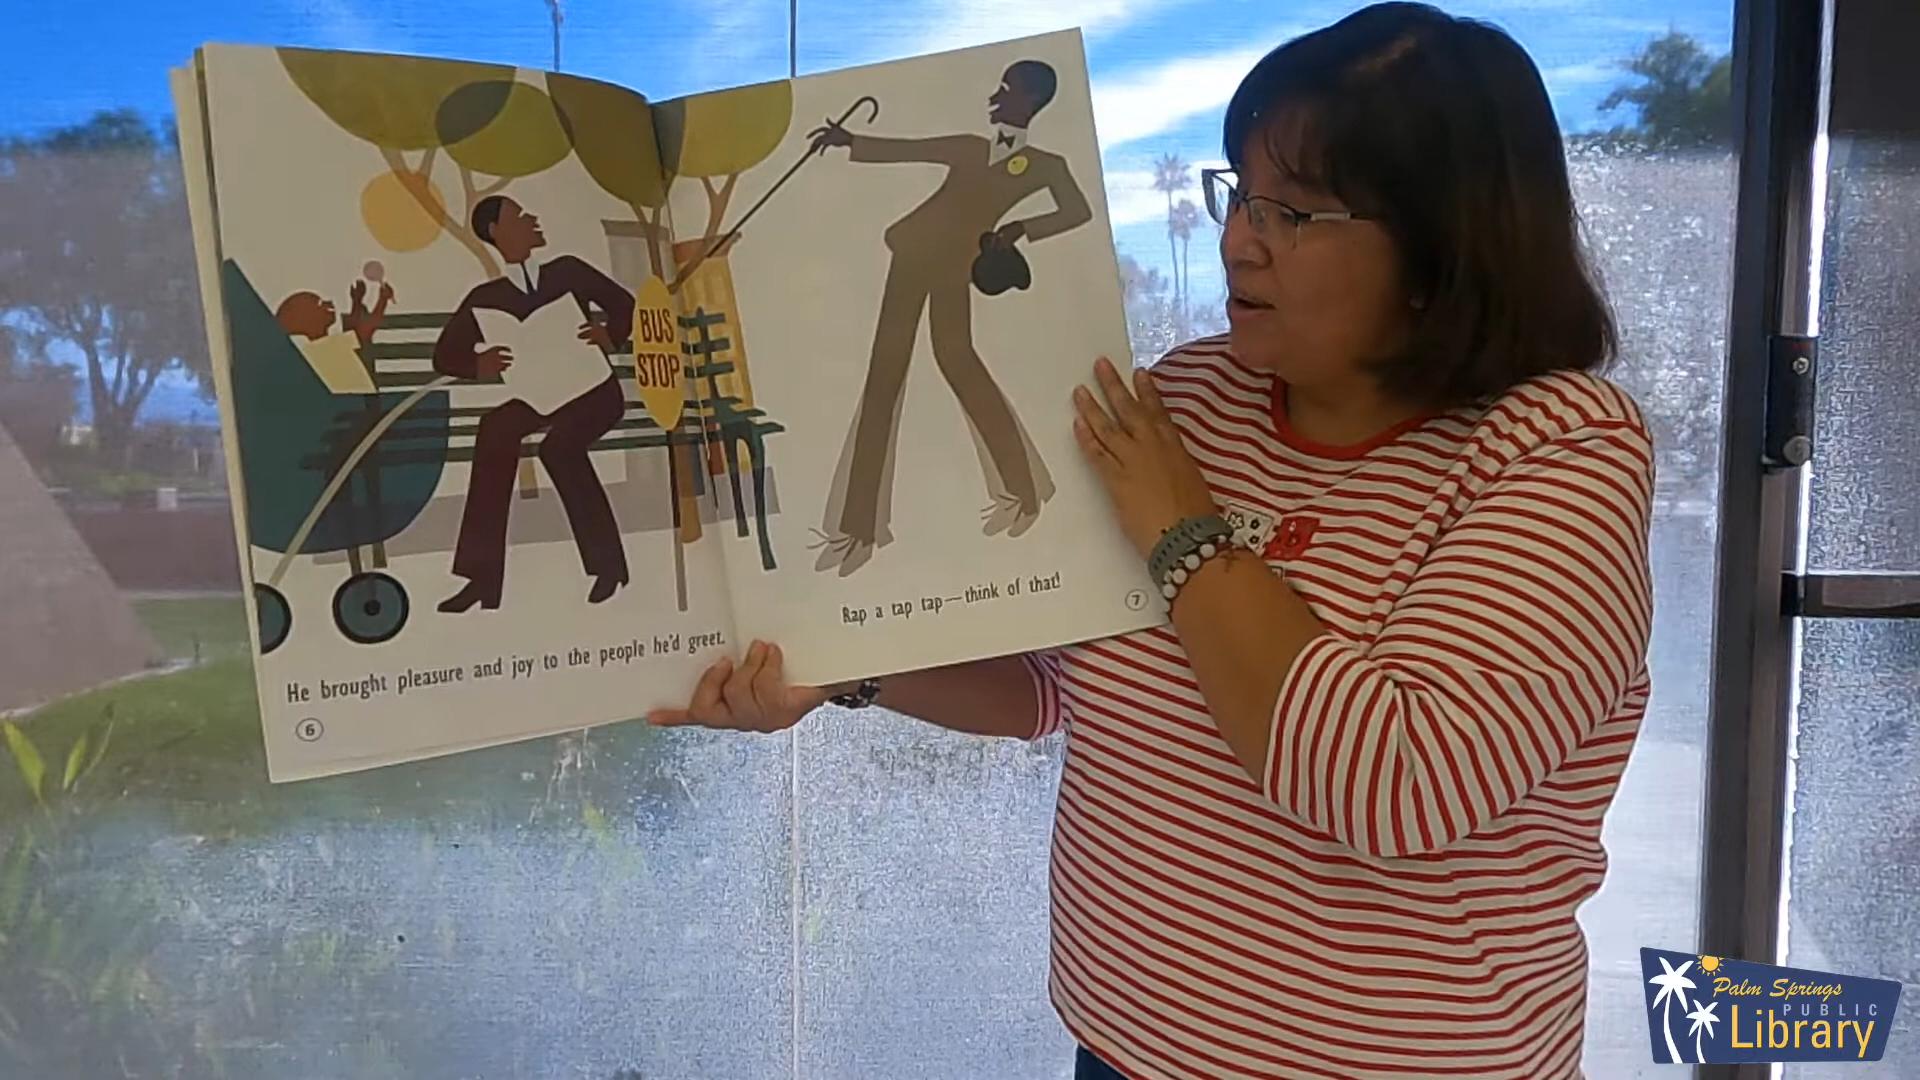 BUS
STOP
He brought pleasure and joy to the people he'd greet.
6
Rap a tap tap—think of that!
7
Palm Springs
PUBLIC
Library